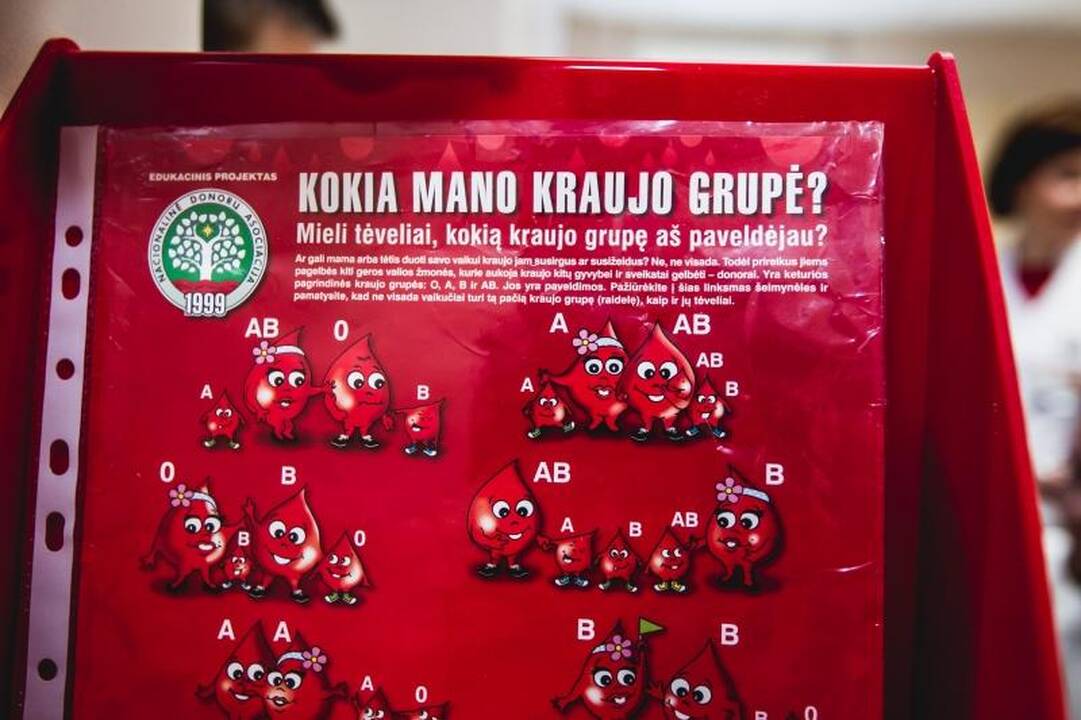 EDUKACINIS PROJEKTAS
NACIONALINĖ DONORŲ ASOCIACIJA
1999
KOKIA MANO KRAUJO GRUPĖ?
Mieli tėveliai, kokią kraujo grupę aš paveldėjau?
Ar gali mama arba tėtis duoti savo vaikui kraujo jam susirgus ar susižeidus? Ne, ne visada. Todėl prireikus jiems
pagelbės kiti geros valios žmonės, kurie aukoja kraujo kitų gyvybei ir sveikatai gelbėti – donorai. Yra keturios
pagrindinės kraujo grupės: O, A, B ir AB. Jos yra paveldimos. Pažiūrėkite į šias linksmas šeimynėles ir
pamatysite, kad ne visada vaikučiai turi tą pačią kraujo grupę (raidelę), kaip ir jų tėveliai.
AB 0
A B
A AB
A AB B
0 B
B 0
AB B
A B AB
A A
A 0
B B
B 0